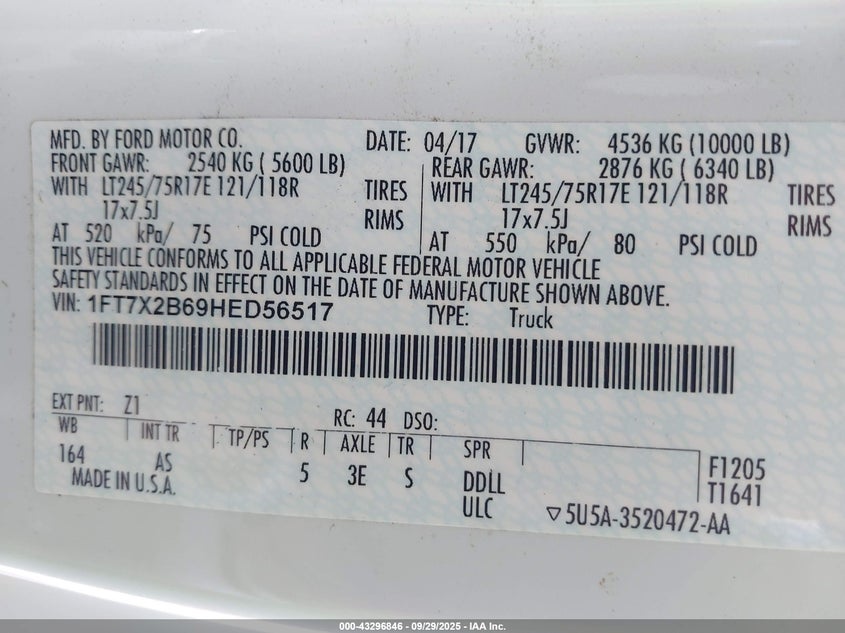 MFD. BY FORD MOTOR CO. DATE: 04/17 GVWR: 4536 KG (10000 LB)
FRONT GAWR: 2540 KG ( 5600 LB) REAR GAWR: 2876 KG ( 6340 LB)
WITH LT245/75R17E 121/118R TIRES WITH LT245/75R17E 121/118R TIRES
17x7.5J RIMS 17x7.5J RIMS
AT 520 kPa/ 75 PSI COLD AT 550 kPa/ 80 PSI COLD
THIS VEHICLE CONFORMS TO ALL APPLICABLE FEDERAL MOTOR VEHICLE
SAFETY STANDARDS IN EFFECT ON THE DATE OF MANUFACTURE SHOWN ABOVE.
VIN: 1FT7X2B69HED56517 TYPE: Truck
EXT PNT: Z1 RC: 44 DSO:
WB INT TR TP/PS R AXLE TR SPR
164 AS 5 3E S DDLL F1205
MADE IN U.S.A. ULC T1641
▽5U5A-3520472-AA
000-43296846 - 09/29/2025 - IAA Inc.